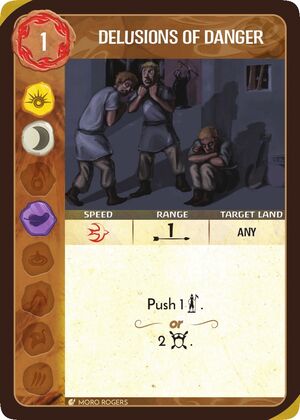 1
DELUSIONS OF DANGER
SPEED RANGE TARGET LAND
1 ANY
Push 1 .
or
2 .
MORO ROGERS